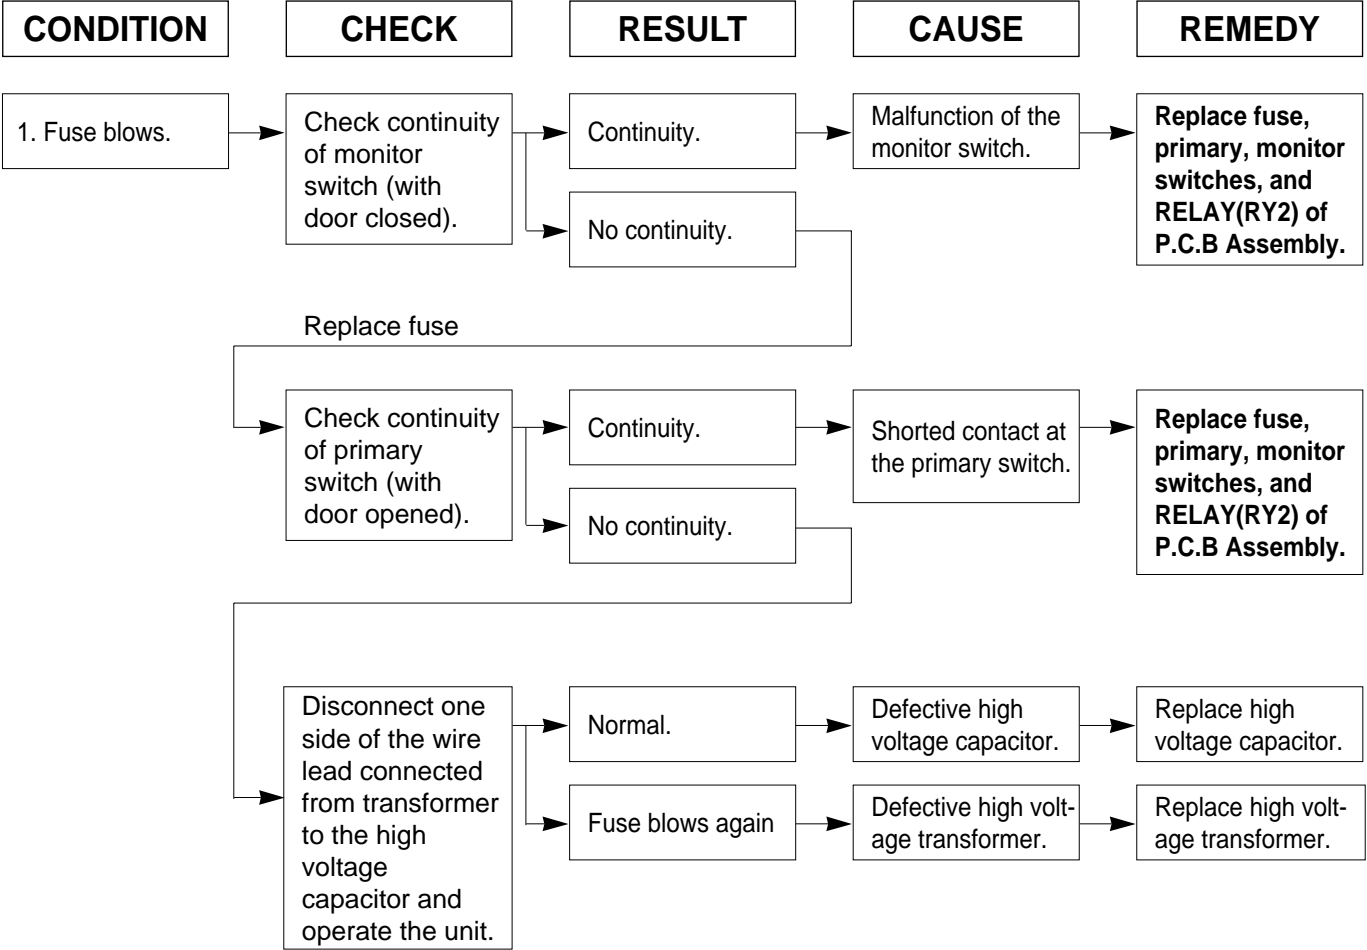 CONDITION
CHECK
RESULT
CAUSE
REMEDY
1. Fuse blows.
Check continuity
of monitor
switch (with
door closed).
Continuity.
Malfunction of the
monitor switch.
Replace fuse,
primary, monitor
switches, and
RELAY(RY2) of
P.C.B Assembly.
No continuity.
Replace fuse
Check continuity
of primary
switch (with
door opened).
Continuity.
Shorted contact at
the primary switch.
Replace fuse,
primary, monitor
switches, and
RELAY(RY2) of
P.C.B Assembly.
No continuity.
Disconnect one
side of the wire
lead connected
from transformer
to the high
voltage
capacitor and
operate the unit.
Normal.
Defective high
voltage capacitor.
Replace high
voltage capacitor.
Fuse blows again
Defective high volt-
age transformer.
Replace high volt-
age transformer.